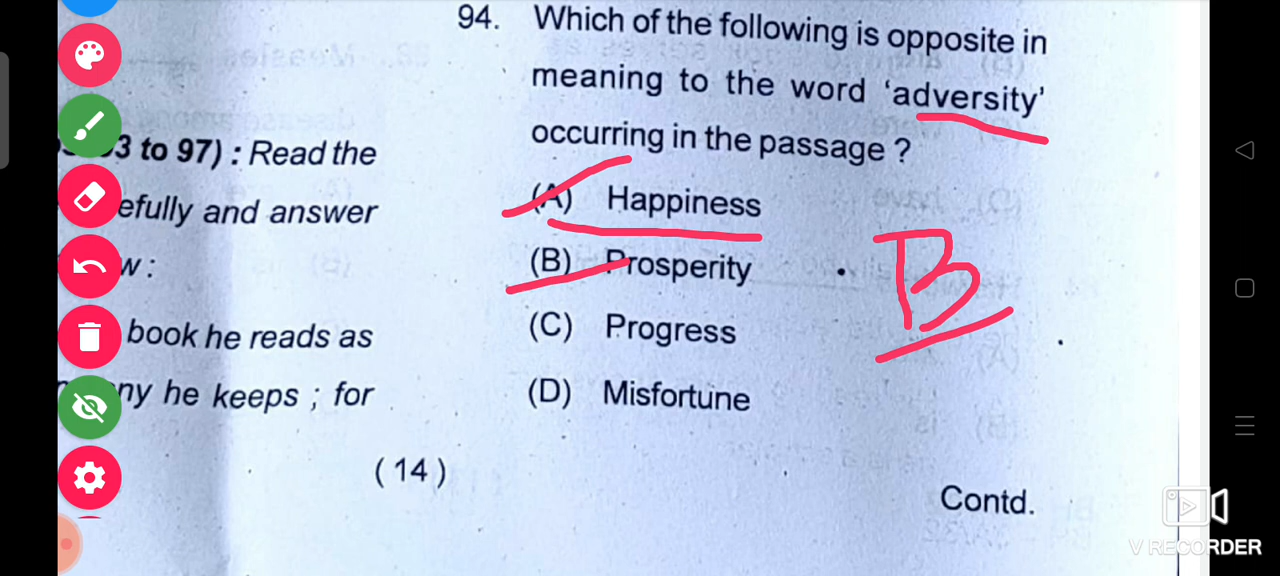 3 to 97) : Read the
efully and answer
w :
book he reads as
ny he keeps ; for
94. Which of the following is opposite in
meaning to the word ‘adversity’
occurring in the passage ?
(A) Happiness
(B) Prosperity
(C) Progress
(D) Misfortune
B
( 14 )
Contd.
V RECORDER